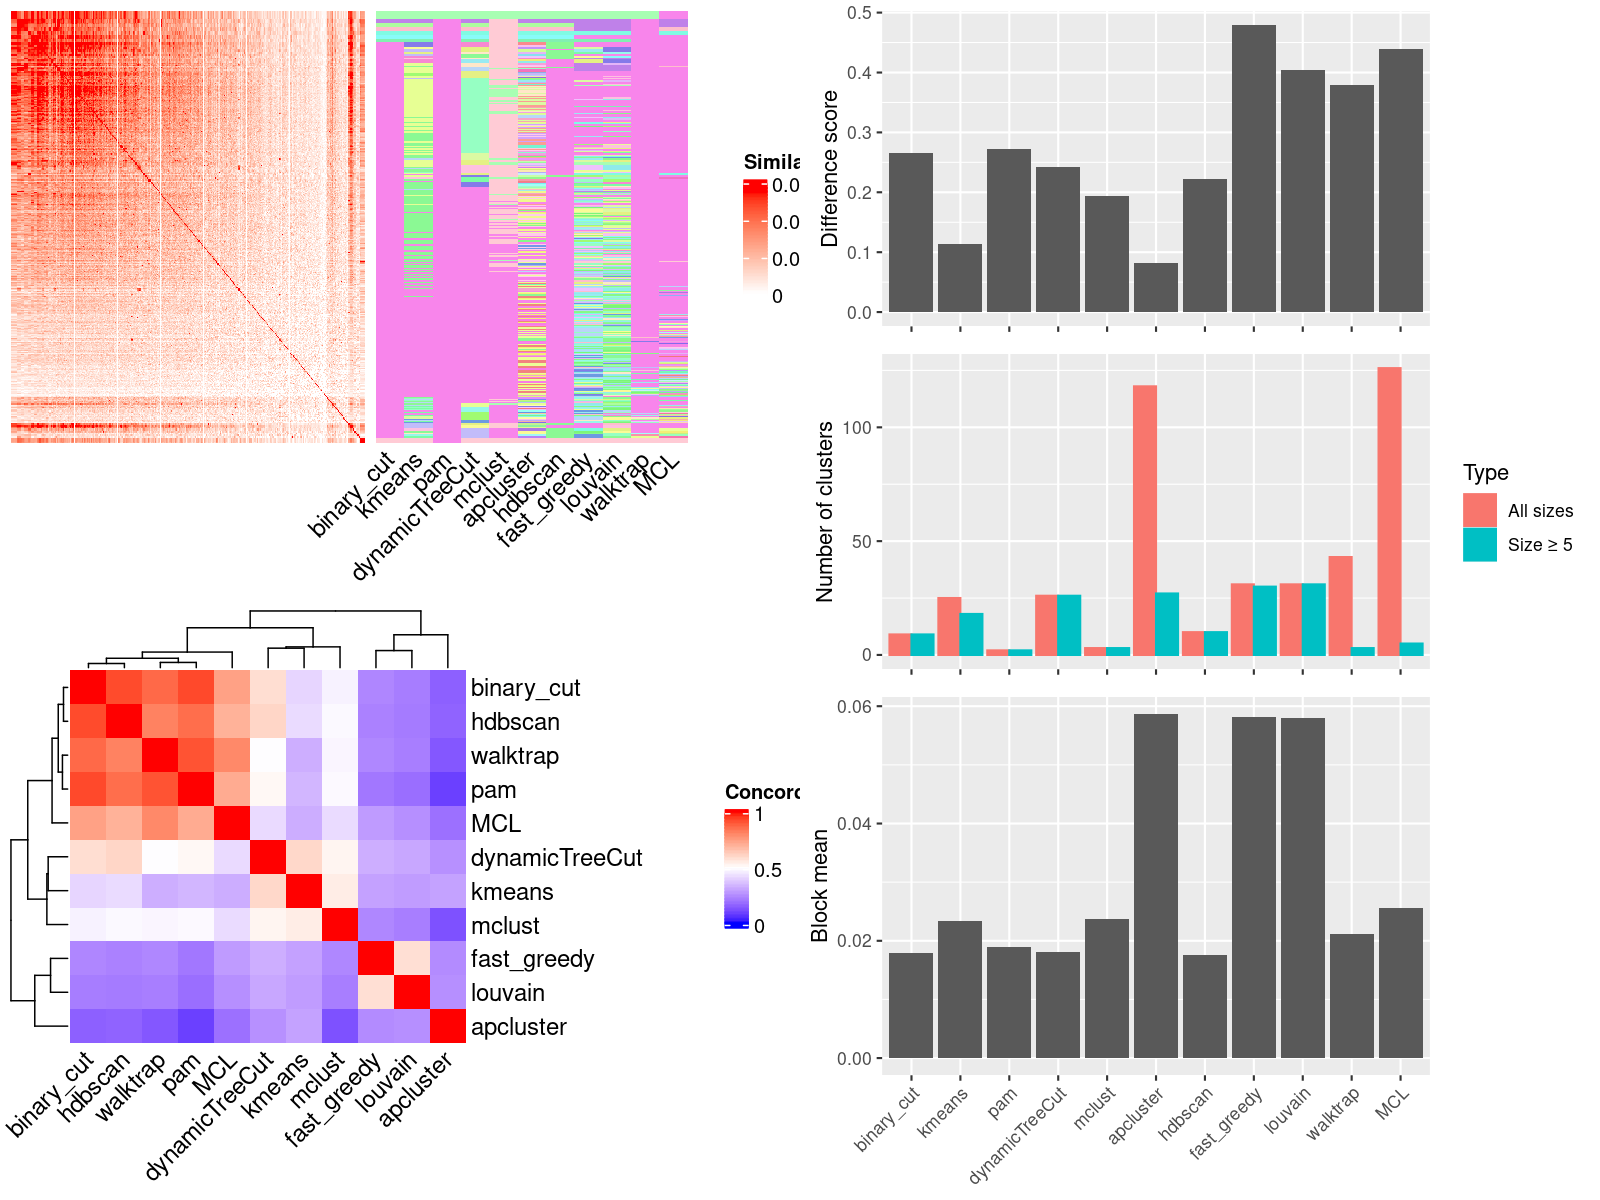 Simila
0.0
0.0
0.0
0
binary_cut
kmeans
pam
dynamicTreeCut
mclust
apcluster
hdbscan
fast_greedy
louvain
walktrap
MCL
binary_cut
hdbscan
walktrap
pam
MCL
dynamicTreeCut
kmeans
mclust
fast_greedy
louvain
apcluster
binary_cut
hdbscan
walktrap
pam
MCL
dynamicTreeCut
kmeans
mclust
fast_greedy
louvain
apcluster
Concord
1
0.5
0
Difference score
0.5
0.4
0.3
0.2
0.1
0.0
Number of clusters
100
50
0
Type
All sizes
Size ≥ 5
Block mean
0.06
0.04
0.02
0.00
binary_cut
kmeans
pam
dynamicTreeCut
mclust
apcluster
hdbscan
fast_greedy
louvain
walktrap
MCL